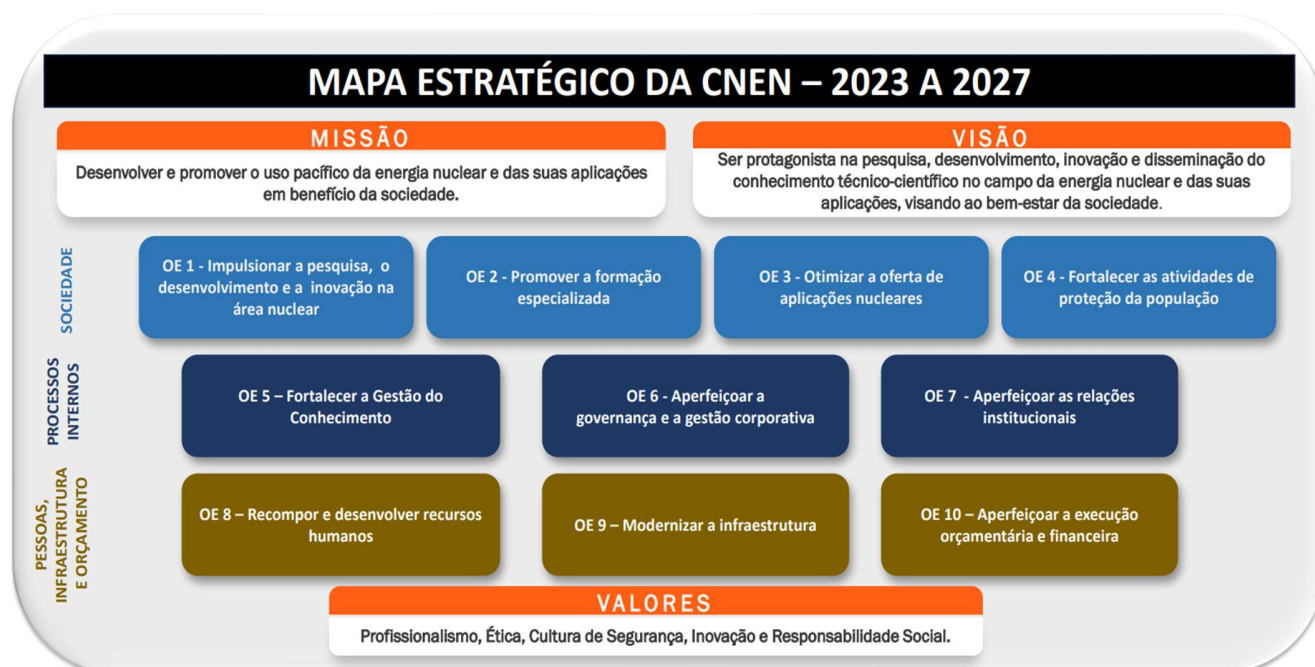 MAPA ESTRATÉGICO DA CNEN – 2023 A 2027
MISSÃO
Desenvolver e promover o uso pacífico da energia nuclear e das suas aplicações
em benefício da sociedade.
VISÃO
Ser protagonista na pesquisa, desenvolvimento, inovação e disseminação do
conhecimento técnico-científico no campo da energia nuclear e das suas
aplicações, visando ao bem-estar da sociedade.
SOCIEDADE
OE 1 - Impulsionar a pesquisa, o
desenvolvimento e a inovação na
área nuclear
OE 2 - Promover a formação
especializada
OE 3 - Otimizar a oferta de
aplicações nucleares
OE 4 - Fortalecer as atividades de
proteção da população
PROCESSOS
INTERNOS
OE 5 – Fortalecer a Gestão do
Conhecimento
OE 6 - Aperfeiçoar a
governança e a gestão corporativa
OE 7 - Aperfeiçoar as relações
institucionais
PESSOAS,
INFRAESTRUTURA
E ORÇAMENTO
OE 8 – Recompor e desenvolver recursos
humanos
OE 9 – Modernizar a infraestrutura
OE 10 – Aperfeiçoar a execução
orçamentária e financeira
VALORES
Profissionalismo, Ética, Cultura de Segurança, Inovação e Responsabilidade Social.